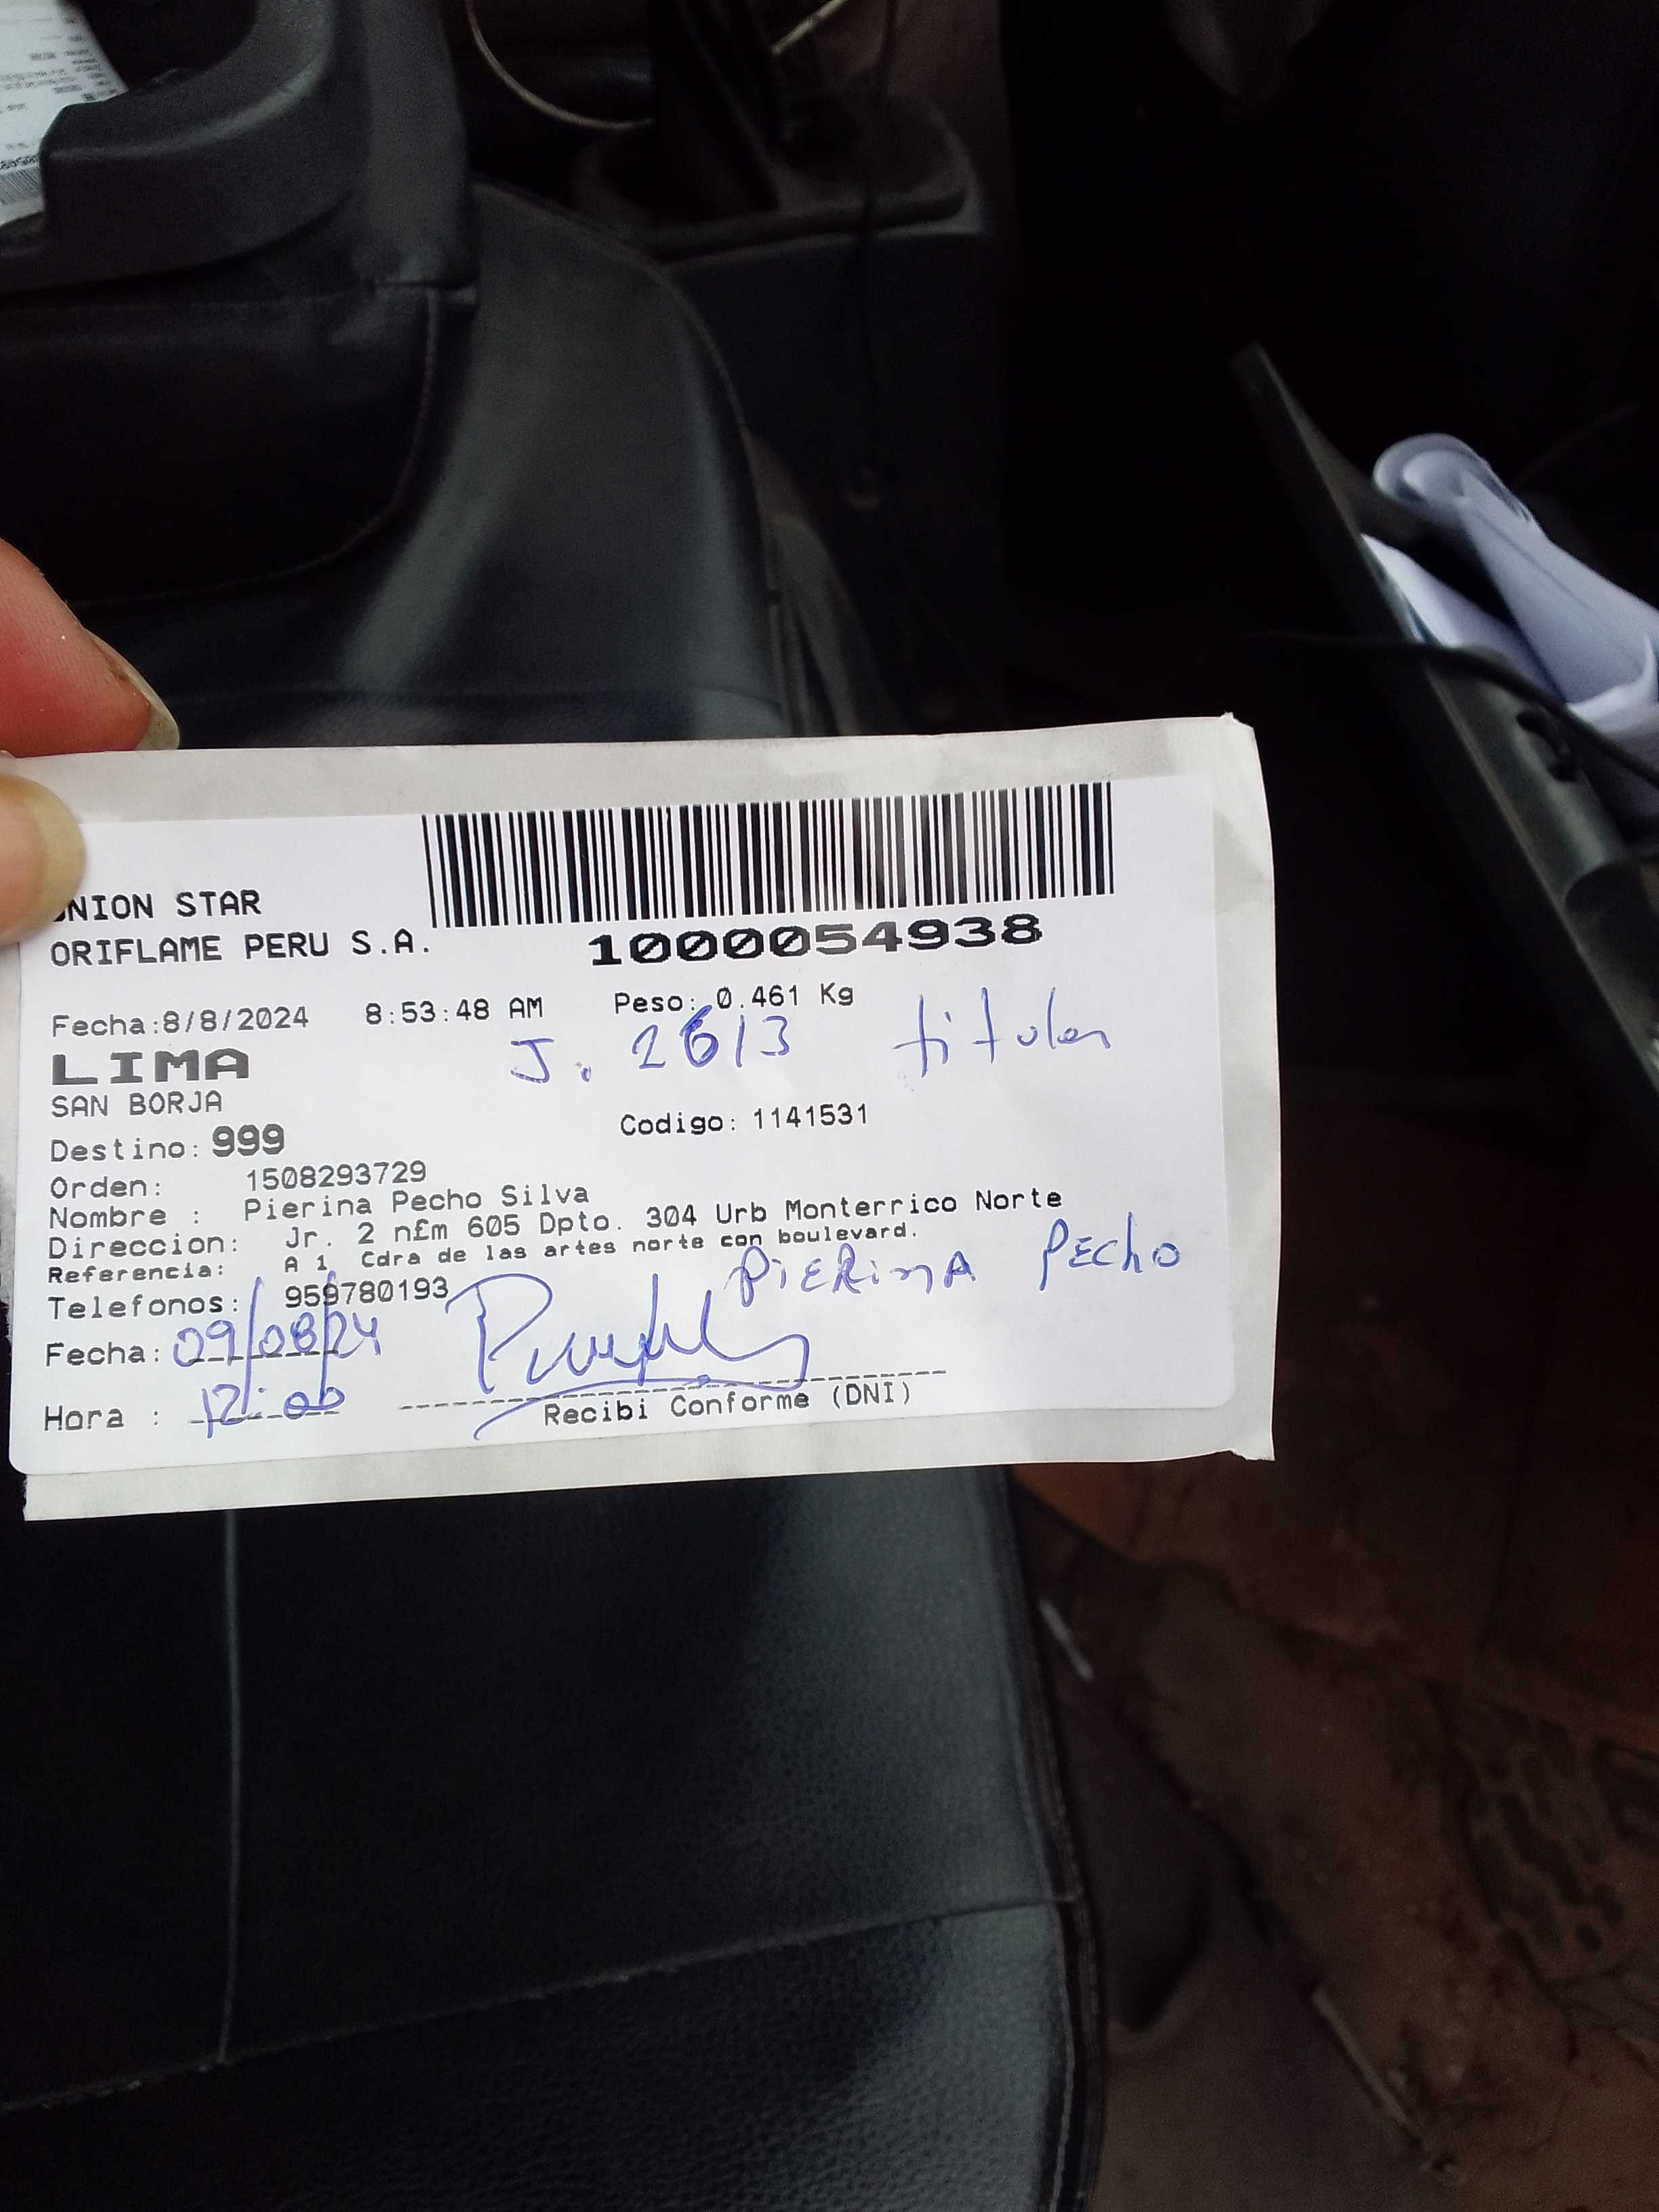 UNION STAR
ORIFLAME PERU S.A.
1000054938
Fecha:8/8/2024 8:53:48 AM Peso: 0.461 Kg
LIMA J. 2613 titular
SAN BORJA
Destino: 999 Codigo: 1141531
Orden: 1508293729
Nombre : Pierina Pecho Silva
Direccion: Jr. 2 n£m 605 Dpto. 304 Urb Monterrico Norte
Referencia: A 1 Cdra de las artes norte con boulevard.
Telefonos: 959780193 PIERINA PECHO
Fecha: 09/08/24
Hora : 12:00 Recibi Conforme (DNI)